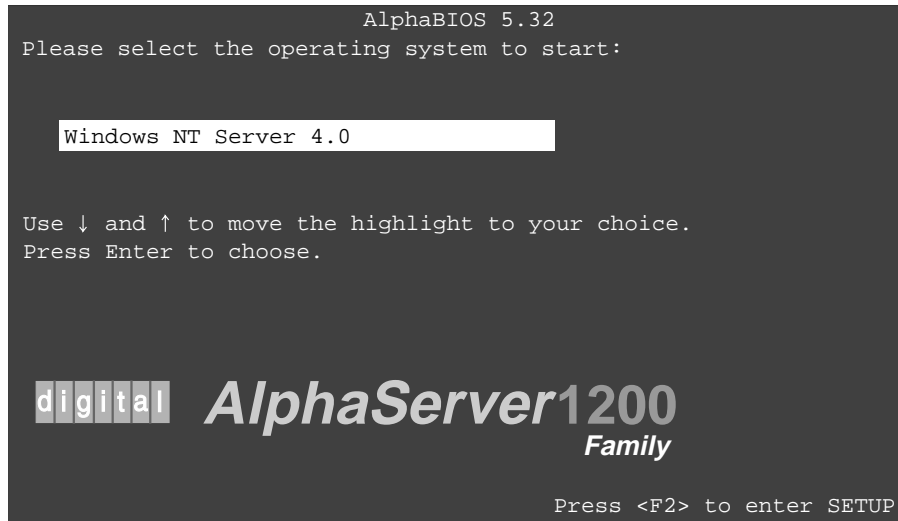 AlphaBIOS 5.32
Please select the operating system to start:
Windows NT Server 4.0
Use ↓ and ↑ to move the highlight to your choice.
Press Enter to choose.
digital AlphaServer1200
Family
Press <F2> to enter SETUP